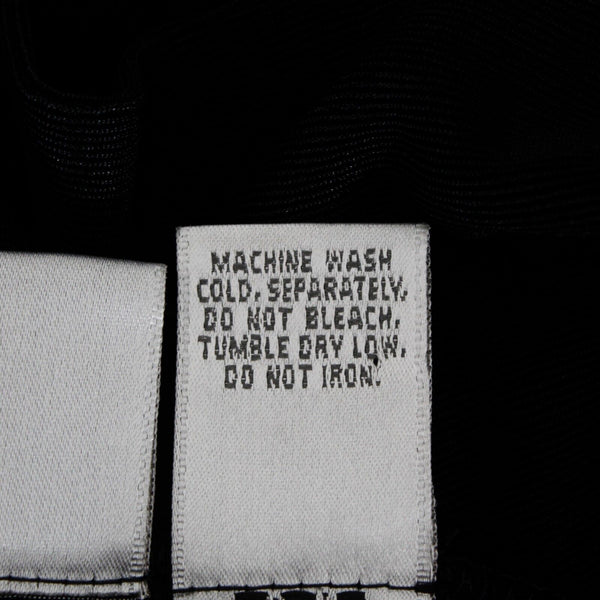 MACHINE WASH
COLD, SEPARATELY.
DO NOT BLEACH.
TUMBLE DRY LOW.
DO NOT IRON.